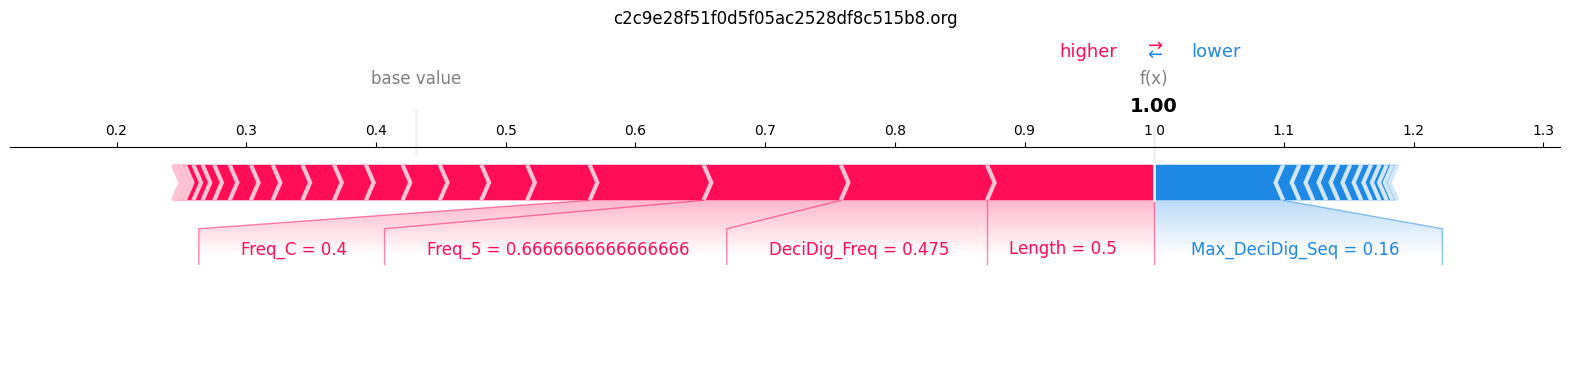 c2c9e28f51f0d5f05ac2528df8c515b8.org
higher ⇄ lower
base value f(x)
1.00
0.2 0.3 0.4 0.5 0.6 0.7 0.8 0.9 1.0 1.1 1.2 1.3
Freq_C = 0.4 Freq_5 = 0.6666666666666666 DeciDig_Freq = 0.475 Length = 0.5 Max_DeciDig_Seq = 0.16